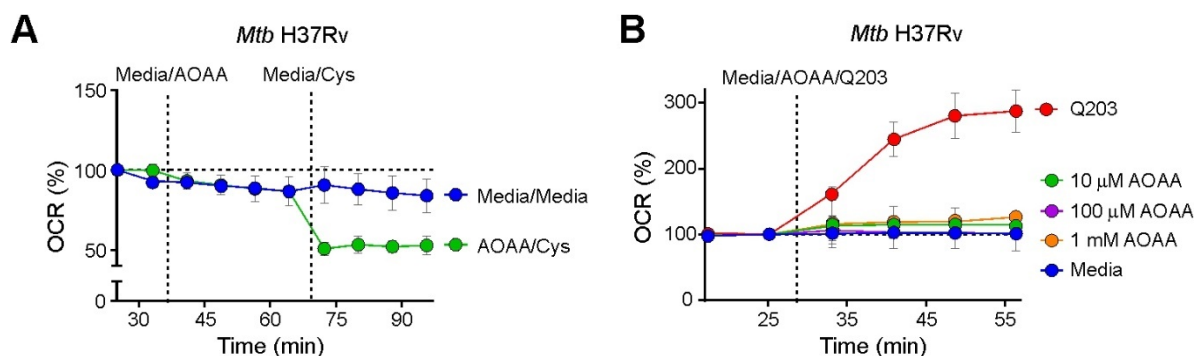 A
Mtb H37Rv
Media/AOAA
Media/Cys
150
100
50
0
OCR (%)
30
45
60
75
90
Time (min)
Media/Media
AOAA/Cys
B
Mtb H37Rv
Media/AOAA/Q203
300
200
100
0
OCR (%)
25
35
45
55
Time (min)
Q203
10 μM AOAA
100 μM AOAA
1 mM AOAA
Media